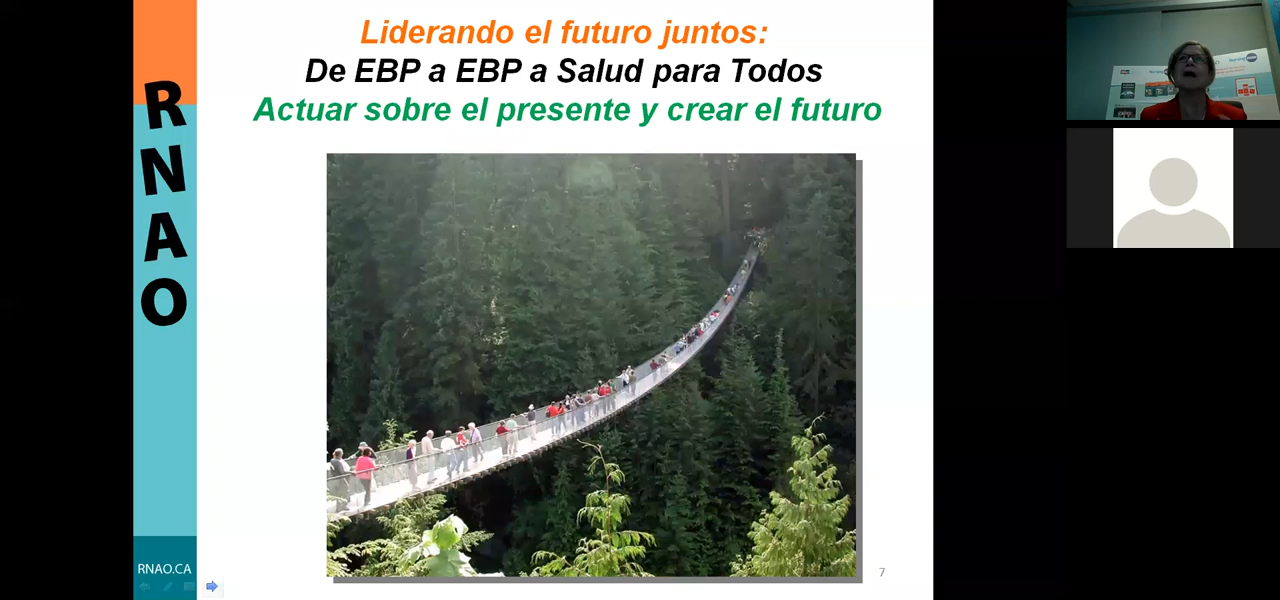 Liderando el futuro juntos:
De EBP a EBP a Salud para Todos
Actuar sobre el presente y crear el futuro
RNAO
RNAO.CA
7